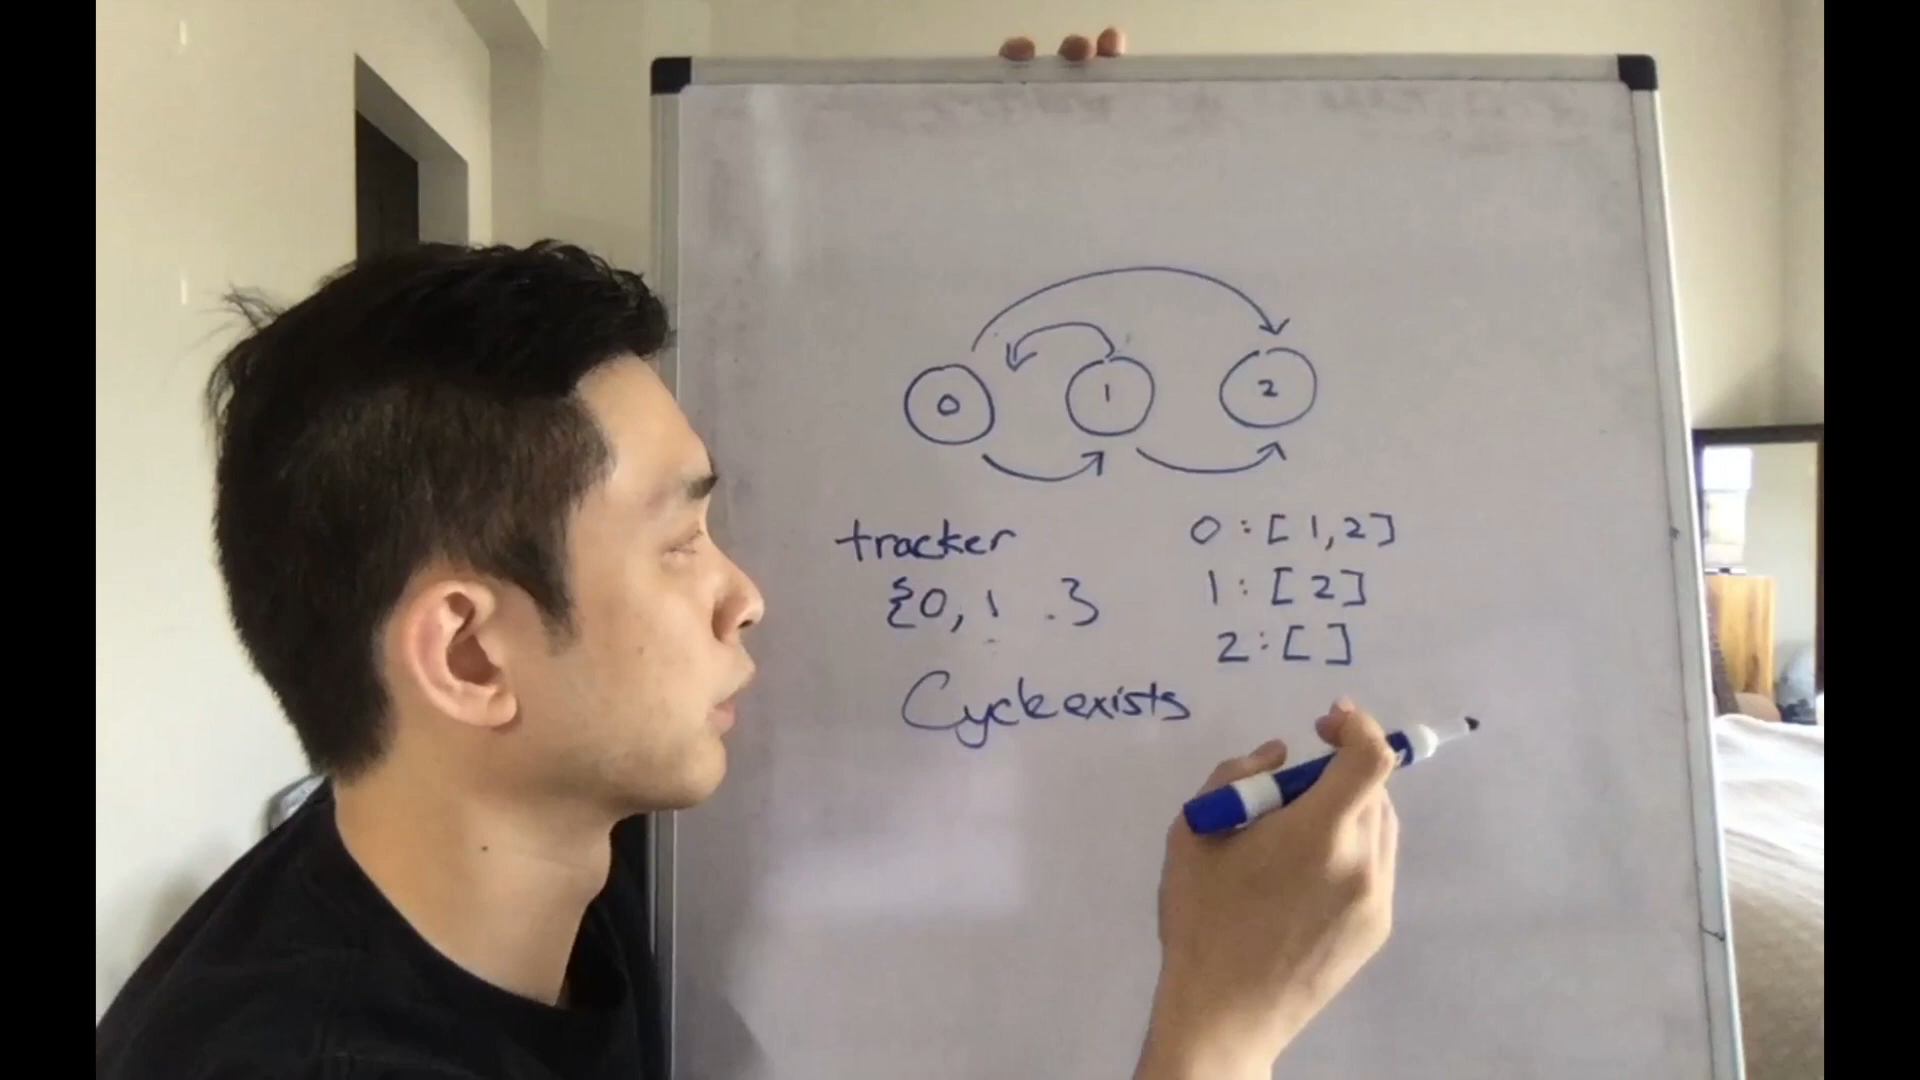 0 1 2
tracker
{0, 1 .}
0:[1,2]
1:[2]
2:[]
Cycle exists